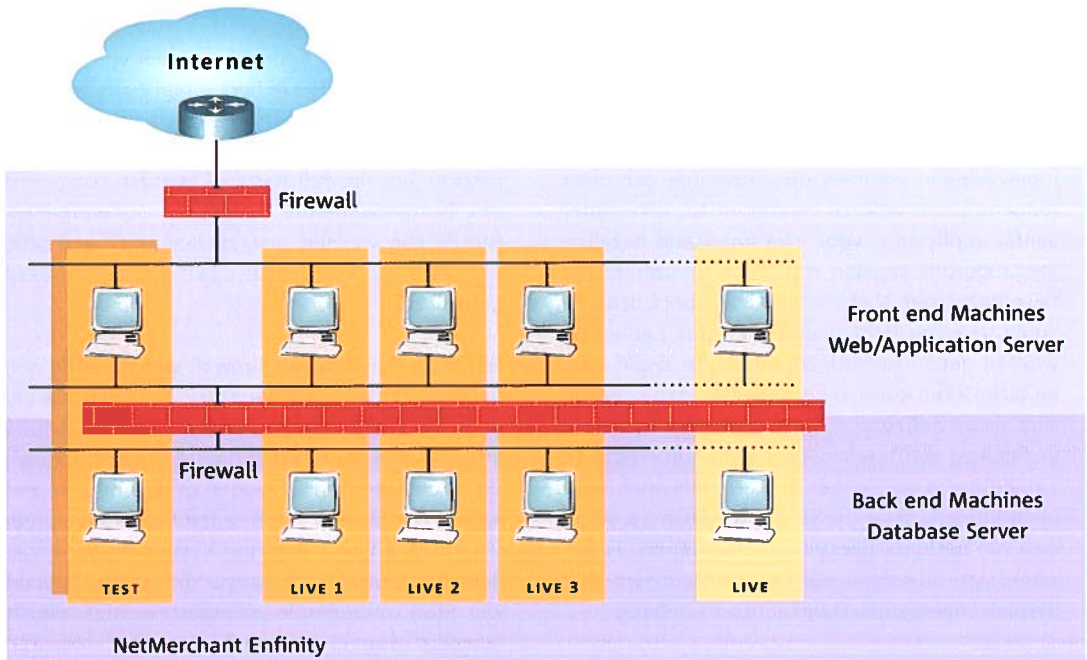 Internet
Firewall
Front end Machines
Web/Application Server
Firewall
Back end Machines
Database Server
TEST
LIVE 1
LIVE 2
LIVE 3
LIVE
NetMerchant Enfinity